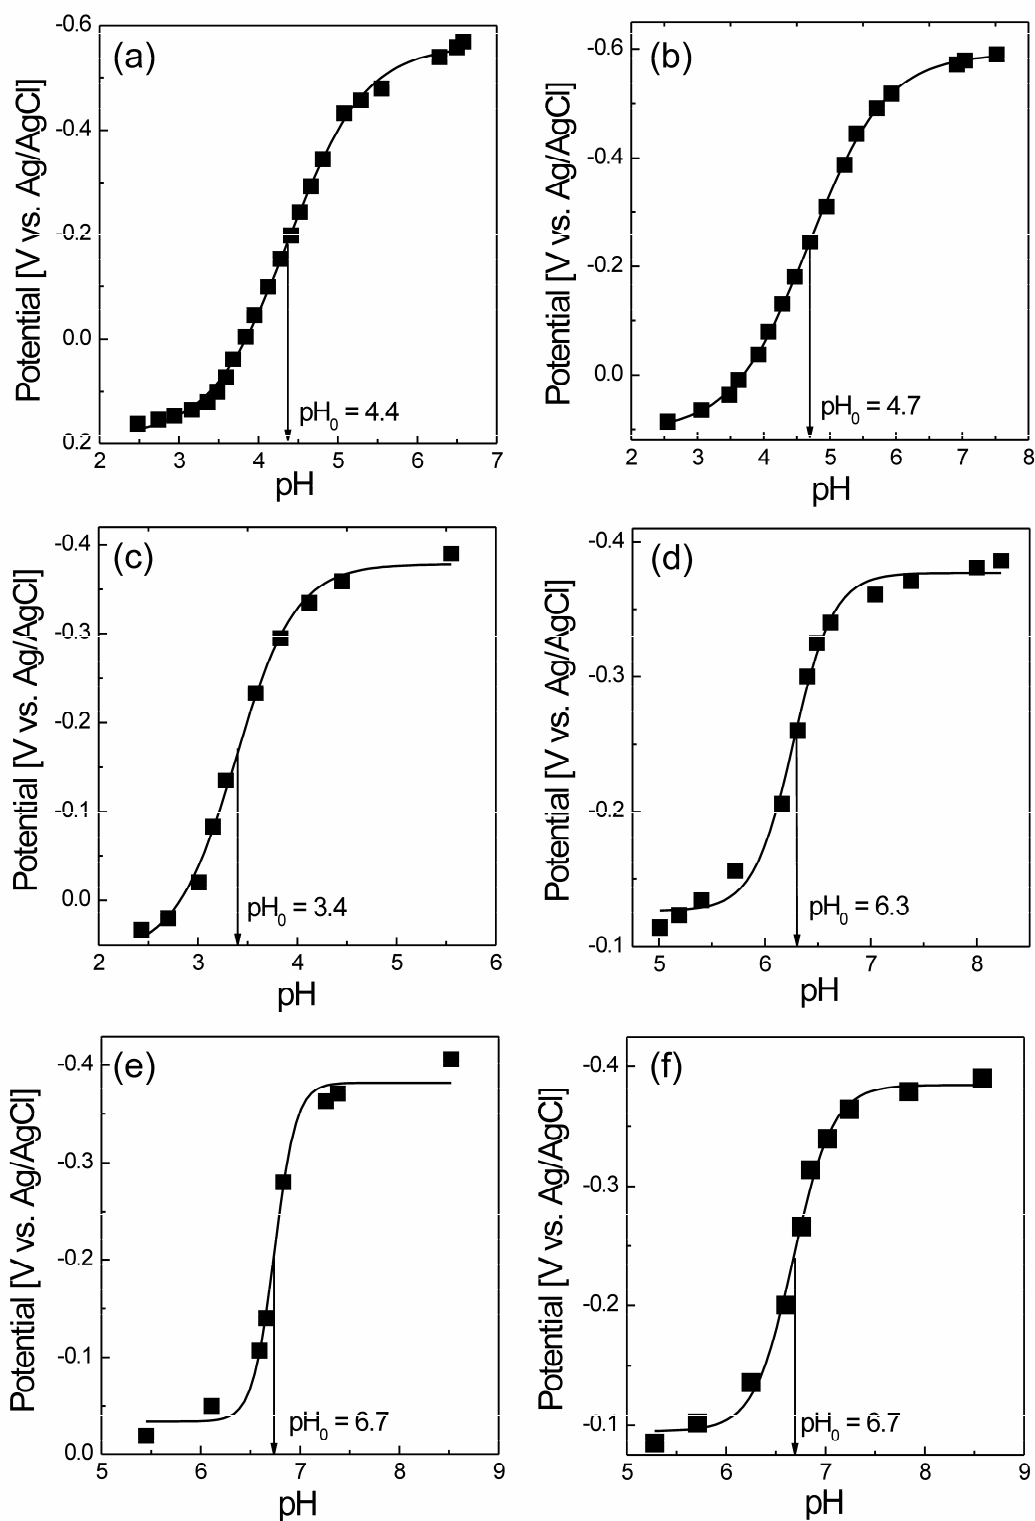 (a)
Potential [V vs. Ag/AgCl]
-0.6
-0.4
-0.2
0.0
0.2
pH₀ = 4.4
2 3 4 5 6 7
pH
(b)
Potential [V vs. Ag/AgCl]
-0.6
-0.4
-0.2
0.0
pH₀ = 4.7
2 3 4 5 6 7 8
pH
(c)
Potential [V vs. Ag/AgCl]
-0.4
-0.3
-0.2
-0.1
0.0
pH₀ = 3.4
2 3 4 5 6
pH
(d)
Potential [V vs. Ag/AgCl]
-0.4
-0.3
-0.2
-0.1
pH₀ = 6.3
5 6 7 8
pH
(e)
Potential [V vs. Ag/AgCl]
-0.4
-0.3
-0.2
-0.1
0.0
pH₀ = 6.7
5 6 7 8 9
pH
(f)
Potential [V vs. Ag/AgCl]
-0.4
-0.3
-0.2
-0.1
pH₀ = 6.7
5 6 7 8 9
pH